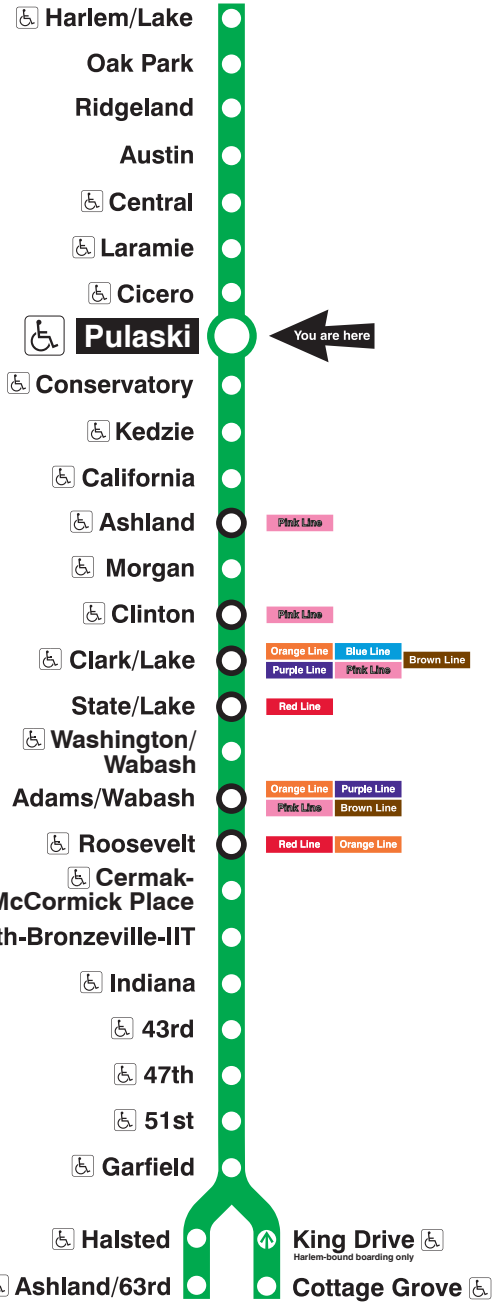 Harlem/Lake
Oak Park
Ridgeland
Austin
Central
Laramie
Cicero
Pulaski
You are here
Conservatory
Kedzie
California
Ashland
Pink Line
Morgan
Clinton
Pink Line
Clark/Lake
Orange Line Blue Line
Brown Line
Purple Line Pink Line
State/Lake
Red Line
Washington/
Wabash
Adams/Wabash
Orange Line Purple Line
Pink Line Brown Line
Roosevelt
Red Line Orange Line
Cermak-
McCormick Place
th-Bronzeville-IIT
Indiana
43rd
47th
51st
Garfield
Halsted
King Drive
Harlem-bound boarding only
Ashland/63rd
Cottage Grove